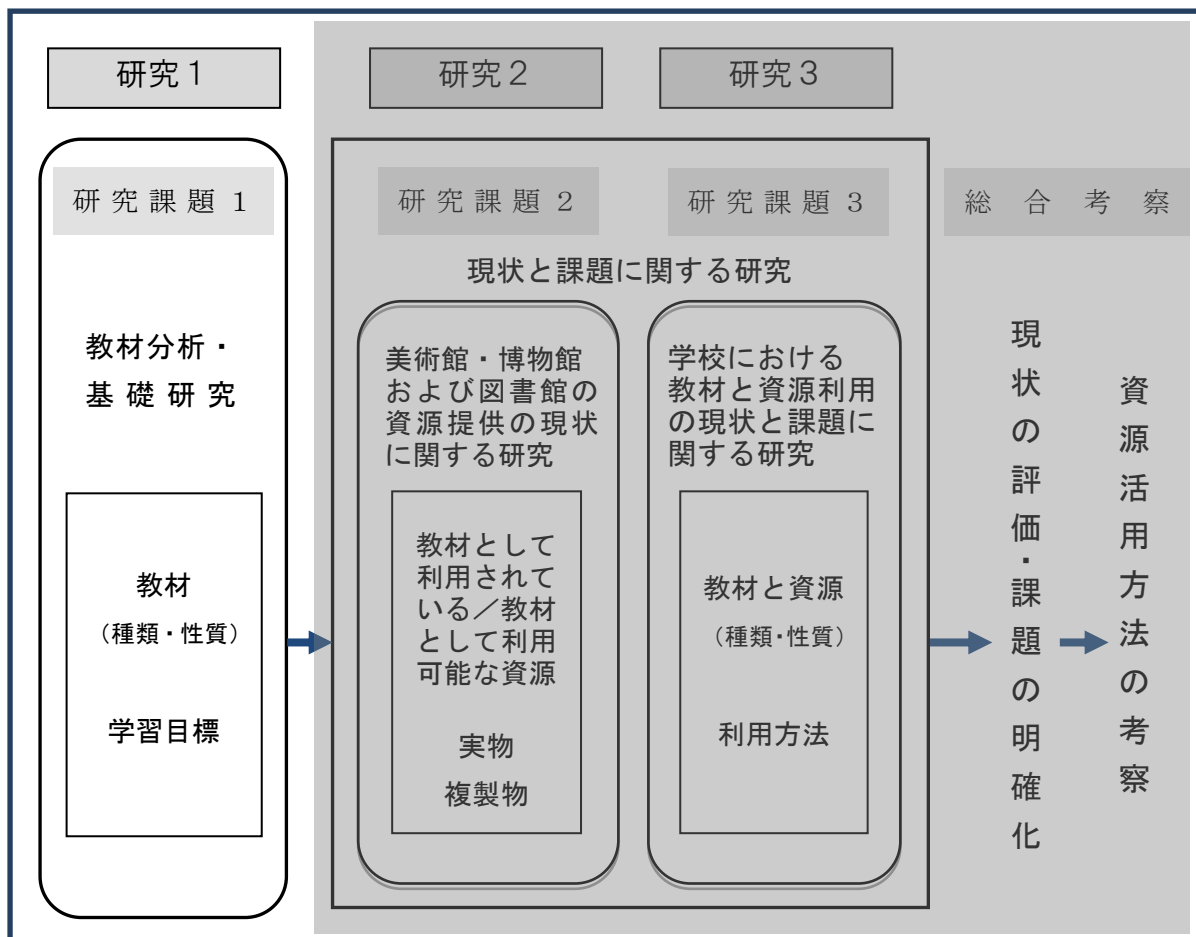 研究１
研究２
研究３
研究課題１
研究課題２
研究課題３
総合考察
現状と課題に関する研究
教材分析・
基礎研究
教材
（種類・性質）
学習目標
美術館・博物館
および図書館の
資源提供の現状
に関する研究
教材として
利用されて
いる／教材
として利用
可能な資源
実物
複製物
学校における
教材と資源利用
の現状と課題に
関する研究
教材と資源
（種類・性質）
利用方法
現状の評価・課題の明確化
資源活用方法の考察